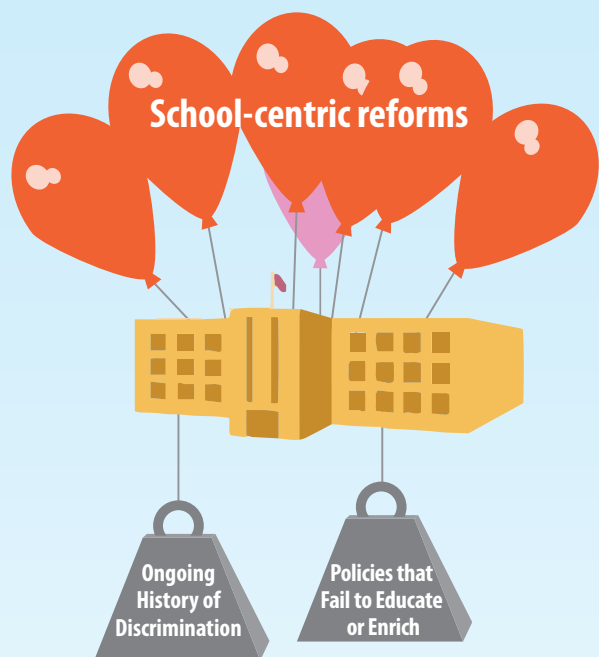 School-centric reforms
Ongoing
History of
Discrimination
Policies that
Fail to Educate
or Enrich